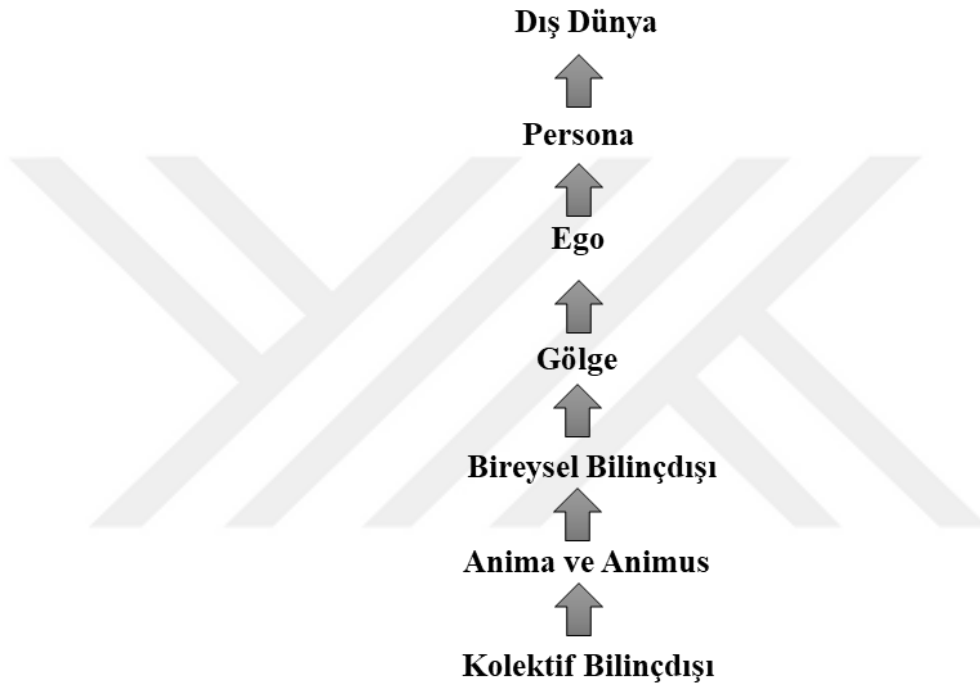 Dış Dünya
Persona
Ego
Gölge
Bireysel Bilinçdışı
Anima ve Animus
Kolektif Bilinçdışı